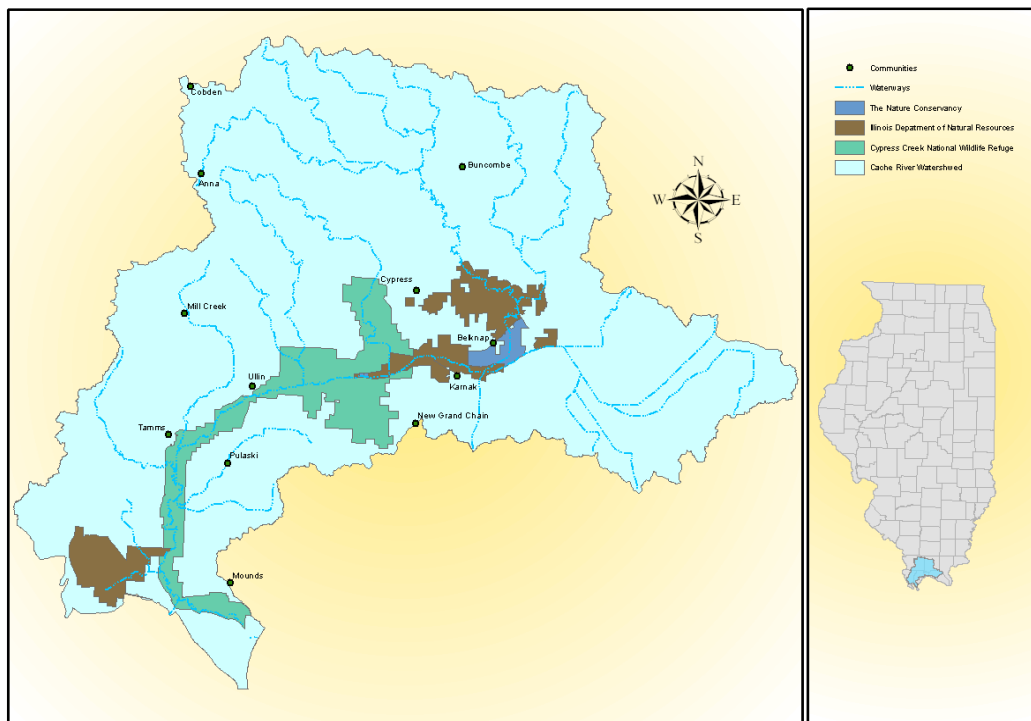 Cobden
Anna
Buncombe
N
W E
S
Cypress
Mill Creek
Belknap
Ullin
Karnak
New Grand Chain
Tamms
Pulaski
Mounds
Communities
Waterways
The Nature Conservancy
Illinois Depatment of Natural Resources
Cypress Creek National Wildlife Refuge
Cache River Watershwed